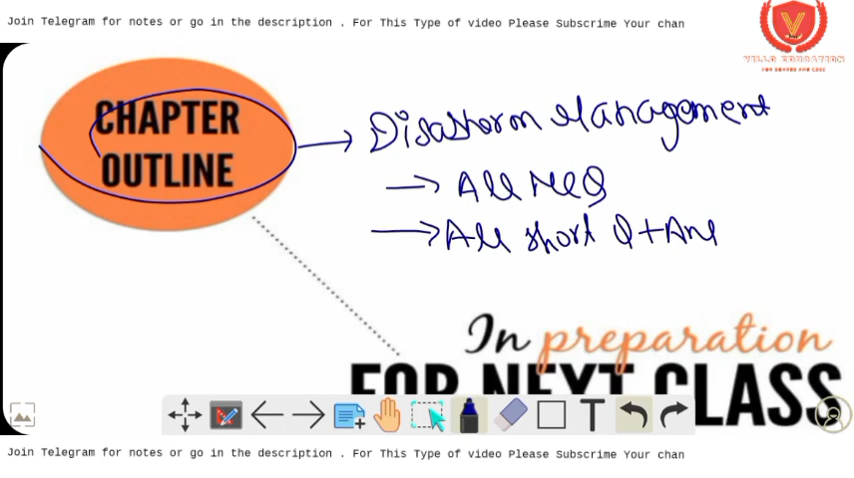 Join Telegram for notes or go in the description . For This Type of video Please Subscrime Your chan
V
VILLO EDUCATION
CHAPTER
OUTLINE
→ Management
→ All MCQ
→ All short Q + Ans
In preparation
FOR NEXT CLASS
T
Join Telegram for notes or go in the description . For This Type of video Please Subscrime Your chan